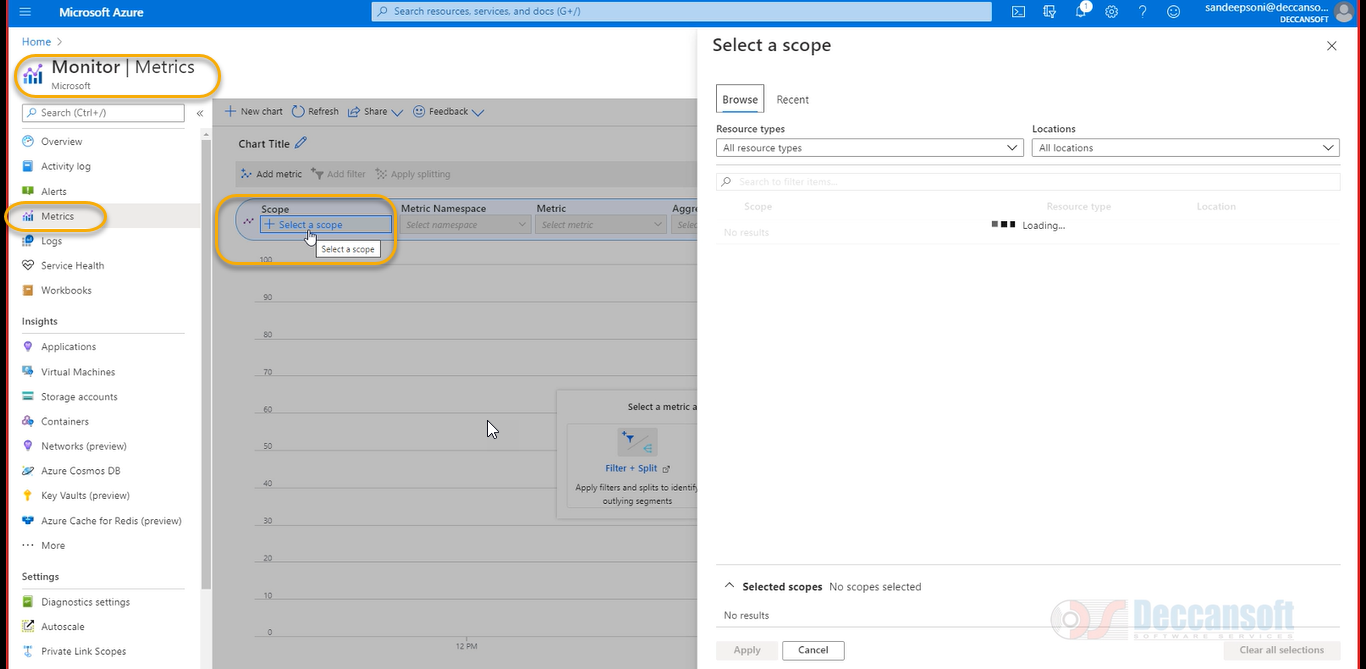 Microsoft Azure
Search resources, services, and docs (G+/)
1
sandeepsoni@deccanso...
DECCANSOFT
Home
Monitor | Metrics
Microsoft
Search (Ctrl+/)
Overview
Activity log
Alerts
Metrics
Logs
Service Health
Workbooks
Insights
Applications
Virtual Machines
Storage accounts
Containers
Networks (preview)
Azure Cosmos DB
Key Vaults (preview)
Azure Cache for Redis (preview)
More
Settings
Diagnostics settings
Autoscale
Private Link Scopes
New chart
Refresh
Share
Feedback
Chart Title
Add metric
Add filter
Apply splitting
Scope
Metric Namespace
Metric
Aggre
Select a scope
Select namespace
Select metric
Selec
Select a scope
100
90
80
70
60
50
40
30
20
10
0
12 PM
Select a metric a
Filter + Split
Apply filters and splits to identify
outlying segments
Select a scope
Browse
Recent
Resource types
Locations
All resource types
All locations
Search to filter items...
Scope
Resource type
Location
No results
Loading...
Selected scopes No scopes selected
No results
Deccansoft
SOFTWARE SERVICES
Apply
Cancel
Clear all selections